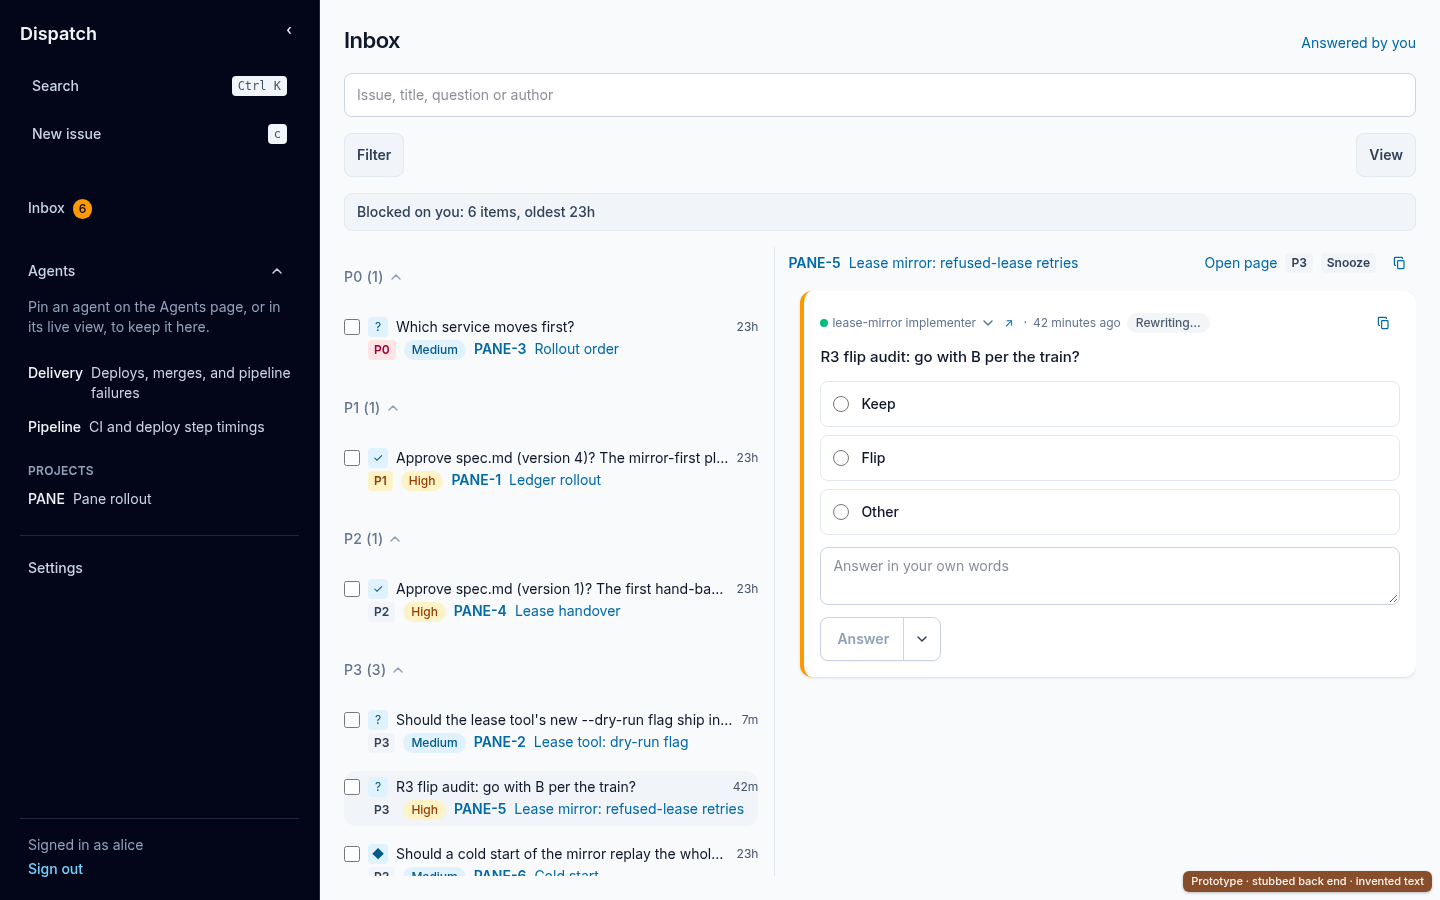 Dispatch
Search
Ctrl K
New issue
c
Inbox 6
Agents
Pin an agent on the Agents page, or in
its live view, to keep it here.
Delivery Deploys, merges, and pipeline
failures
Pipeline CI and deploy step timings
PROJECTS
PANE Pane rollout
Settings
Signed in as alice
Sign out
Inbox
Answered by you
Issue, title, question or author
Filter
View
Blocked on you: 6 items, oldest 23h
P0 (1)
? Which service moves first? 23h
P0 Medium PANE-3 Rollout order
P1 (1)
Approve spec.md (version 4)? The mirror-first pl... 23h
P1 High PANE-1 Ledger rollout
P2 (1)
Approve spec.md (version 1)? The first hand-ba... 23h
P2 High PANE-4 Lease handover
P3 (3)
? Should the lease tool's new --dry-run flag ship in... 7m
P3 Medium PANE-2 Lease tool: dry-run flag
? R3 flip audit: go with B per the train? 42m
P3 High PANE-5 Lease mirror: refused-lease retries
Should a cold start of the mirror replay the whol... 23h
P3 Medium PANE-6 Cold start
PANE-5 Lease mirror: refused-lease retries
Open page P3 Snooze
lease-mirror implementer · 42 minutes ago Rewriting...
R3 flip audit: go with B per the train?
Keep
Flip
Other
Answer in your own words
Answer
Prototype · stubbed back end · invented text